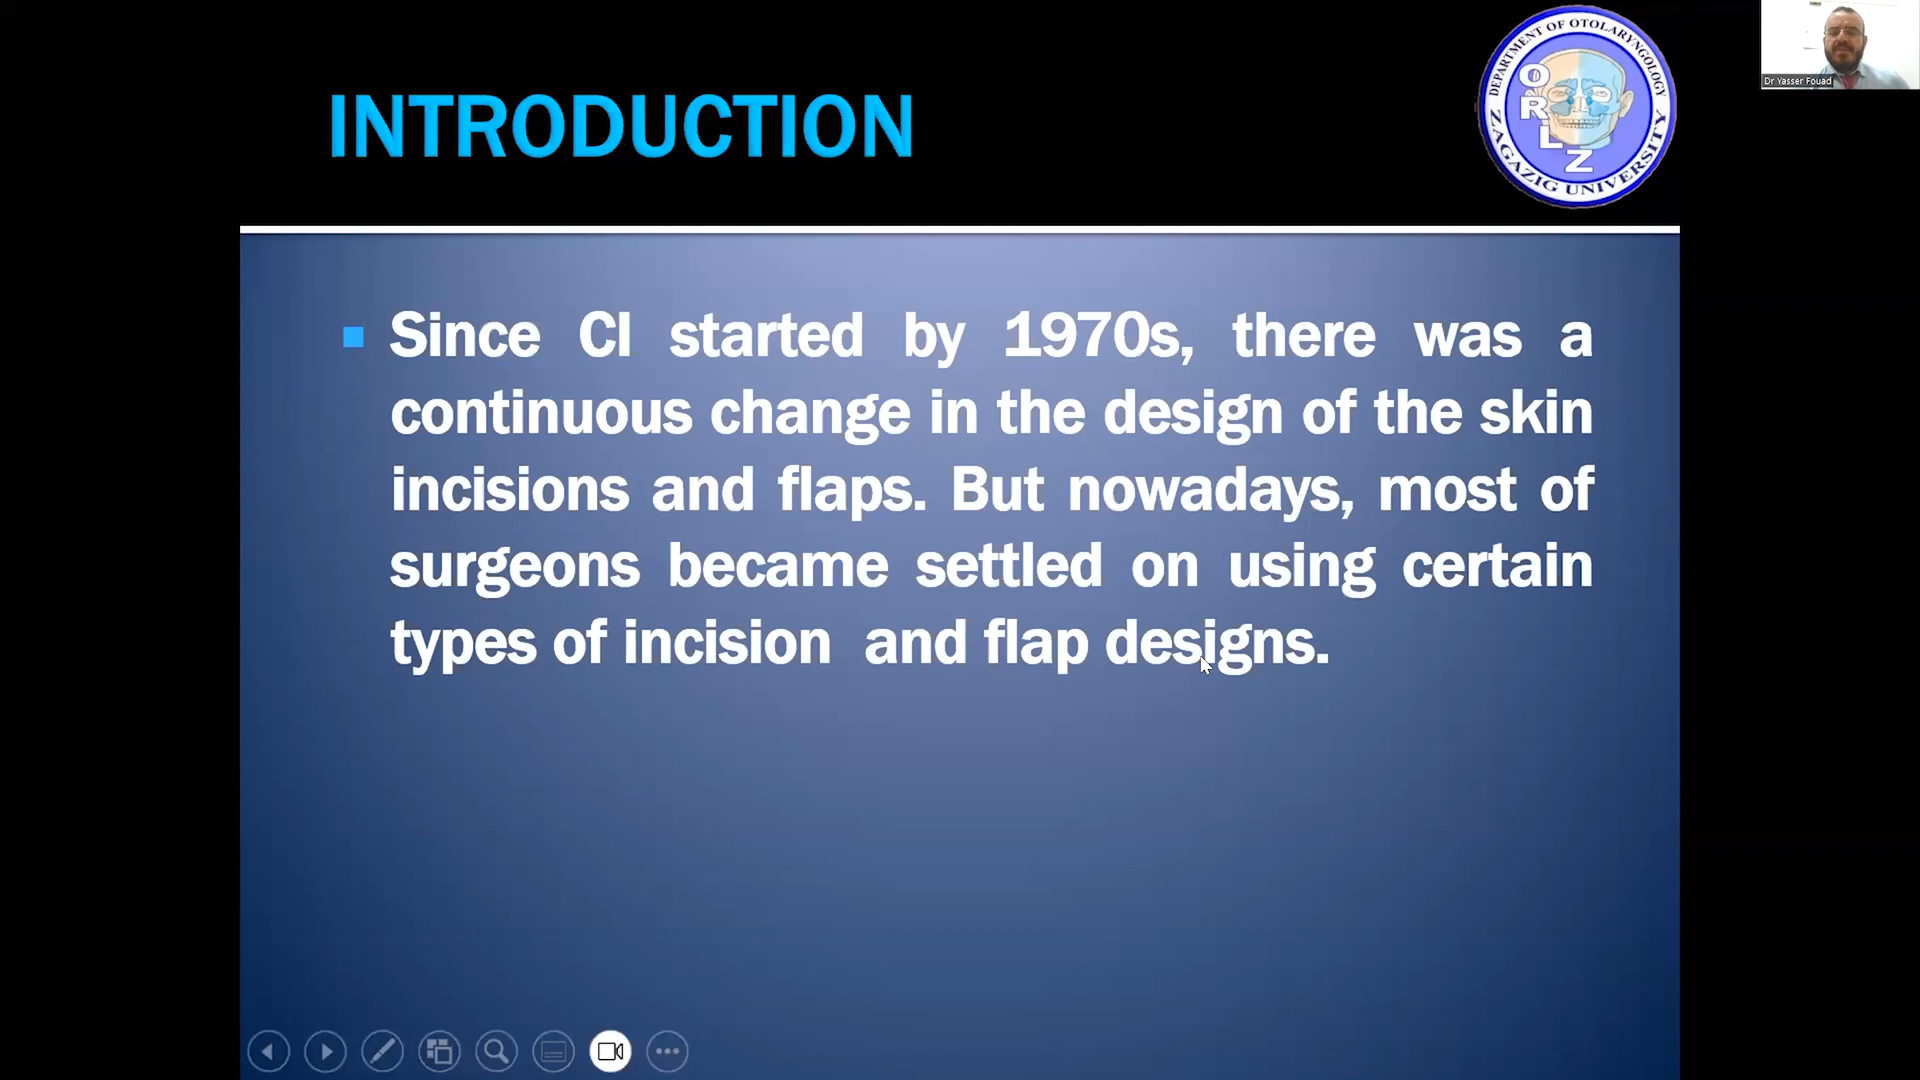 INTRODUCTION
DEPARTMENT OF OTOLARYNGOLOGY
O
R
L
Z
ZAGAZIG UNIVERSITY
Dr Yasser Fouad
Since CI started by 1970s, there was a
continuous change in the design of the skin
incisions and flaps. But nowadays, most of
surgeons became settled on using certain
types of incision and flap designs.